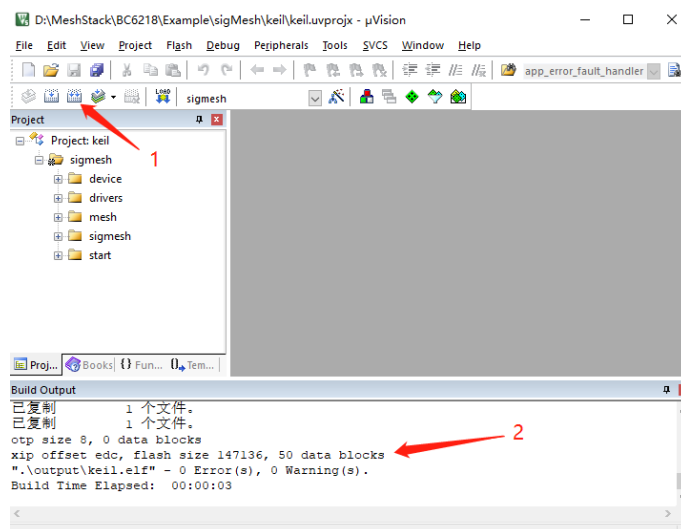 D:\MeshStack\BC6218\Example\sigMesh\keil\keil.uvprojx - µVision
File Edit View Project Flash Debug Peripherals Tools SVCS Window Help
app_error_fault_handler
LOAD
sigmesh
Project
Project: keil
sigmesh
1
device
drivers
mesh
sigmesh
start
Proj... Books {} Fun... 0 Tem...
Build Output
已复制         1 个文件。
已复制         1 个文件。
otp size 8, 0 data blocks
2
xip offset edc, flash size 147136, 50 data blocks
".\output\keil.elf" - 0 Error(s), 0 Warning(s).
Build Time Elapsed:  00:00:03